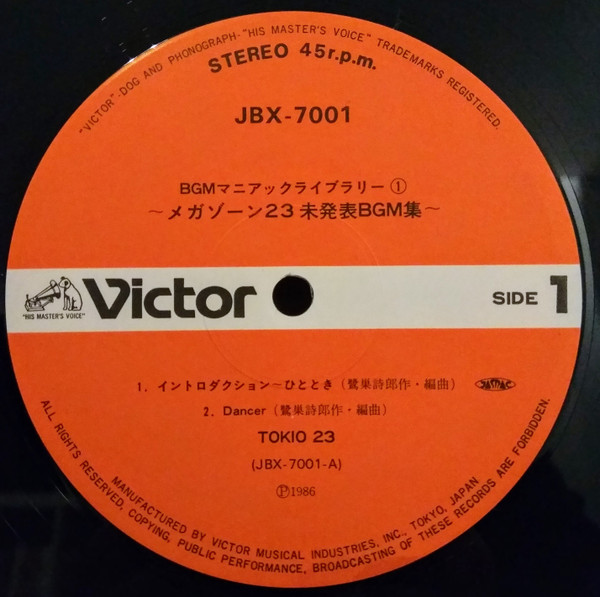 "VICTOR"-DOG AND PHONOGRAPH-"HIS MASTER'S VOICE" TRADEMARKS REGISTERED.
STEREO 45r.p.m.
JBX-7001
BGMマニアックライブラリー①
～メガゾーン23 未発表BGM集～
"HIS MASTER'S VOICE"
Victor
SIDE 1
1. イントロダクション～ひととき (鷺巣詩郎作・編曲) JASRAC
2. Dancer (鷺巣詩郎作・編曲)
TOKIO 23
(JBX-7001-A)
Ⓟ1986
ALL RIGHTS RESERVED, COPYING, PUBLIC PERFORMANCE, BROADCASTING OF THESE RECORDS ARE FORBIDDEN.
MANUFACTURED BY VICTOR MUSICAL INDUSTRIES, INC., TOKYO, JAPAN